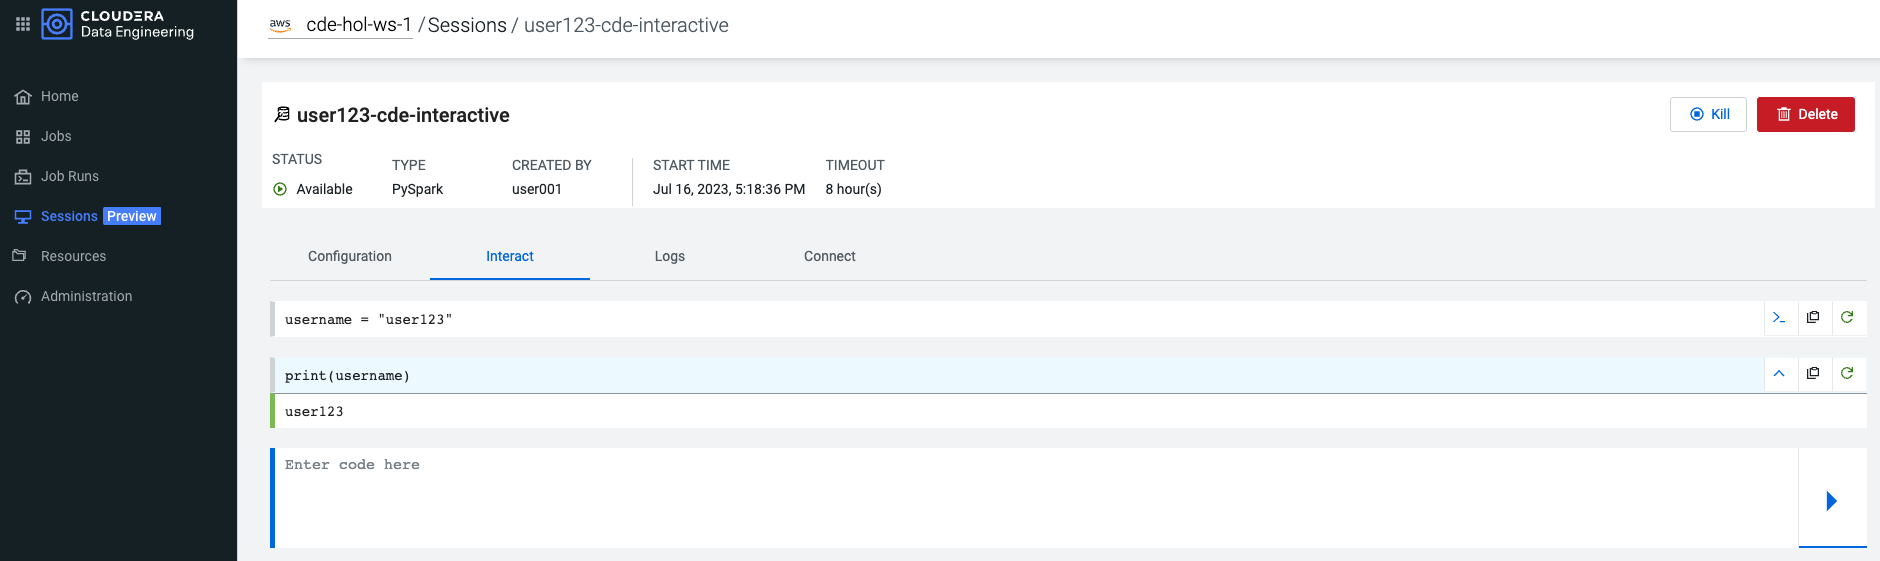 CLOUDERA
Data Engineering
aws cde-hol-ws-1 / Sessions / user123-cde-interactive
Home
Jobs
Job Runs
Sessions Preview
Resources
Administration
user123-cde-interactive
Kill
Delete
STATUS TYPE CREATED BY START TIME TIMEOUT
Available PySpark user001 Jul 16, 2023, 5:18:36 PM 8 hour(s)
Configuration Interact Logs Connect
username = "user123"
print(username)
user123
Enter code here